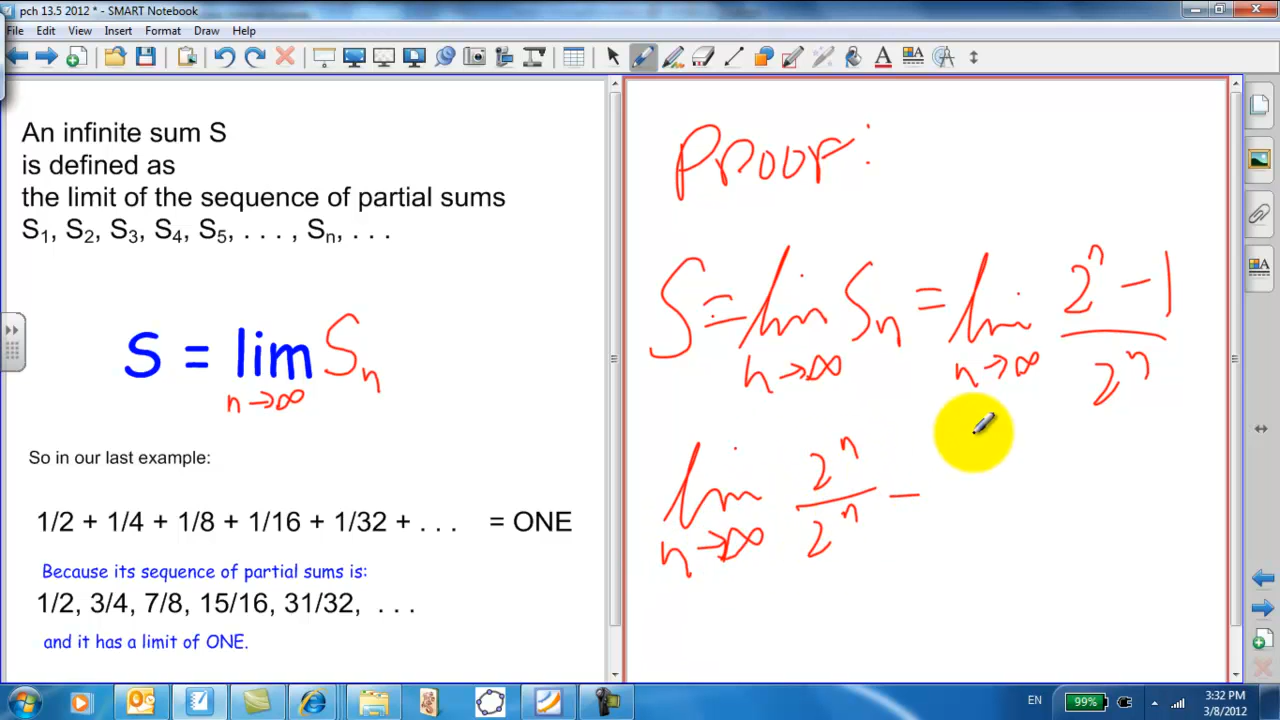 pch 13.5 2012 * - SMART Notebook
File Edit View Insert Format Draw Help
An infinite sum S
is defined as
the limit of the sequence of partial sums
S₁, S₂, S₃, S₄, S₅, . . . , Sₙ, . . .
S = lim Sₙ
n→∞
So in our last example:
1/2 + 1/4 + 1/8 + 1/16 + 1/32 + . . . = ONE
Because its sequence of partial sums is:
1/2, 3/4, 7/8, 15/16, 31/32, . . .
and it has a limit of ONE.
Proof:
S = lim Sₙ = lim (2ⁿ - 1)/2ⁿ
n→∞ n→∞
lim 2ⁿ/2ⁿ -
n→∞
EN 99% 3:32 PM
3/8/2012